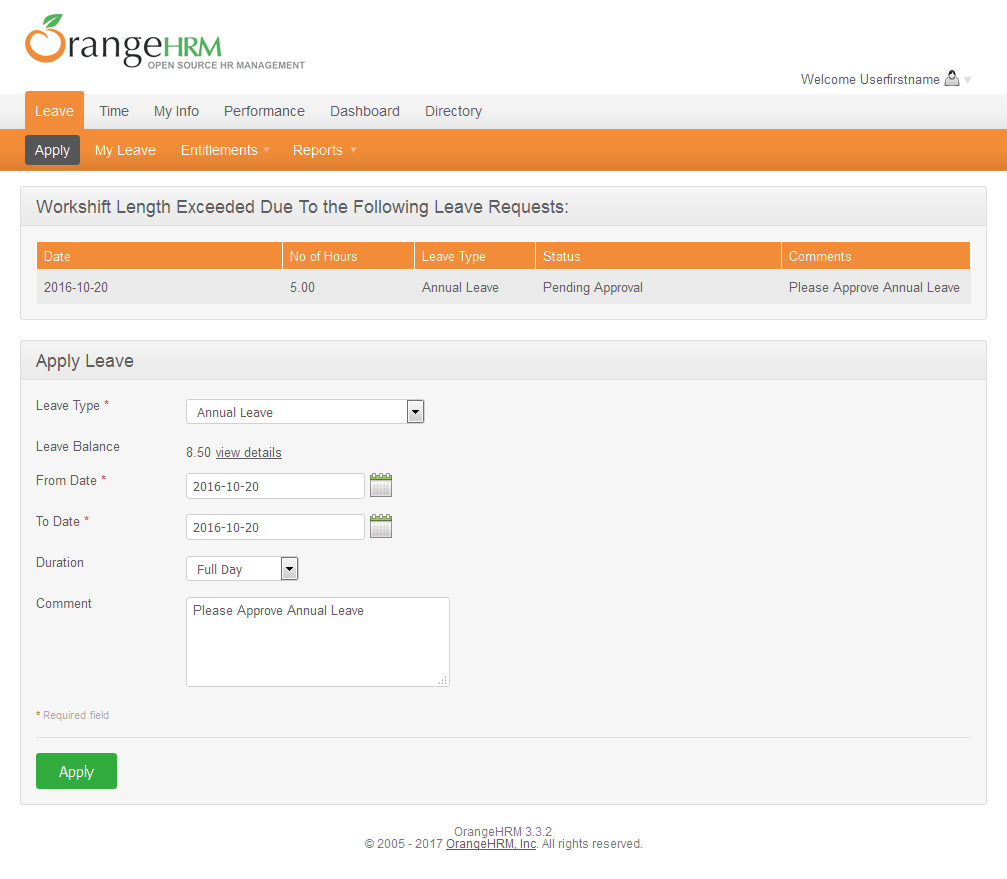 OrangeHRM
OPEN SOURCE HR MANAGEMENT
Welcome Userfirstname
Leave Time My Info Performance Dashboard Directory
Apply My Leave Entitlements Reports
Workshift Length Exceeded Due To the Following Leave Requests:
Date No of Hours Leave Type Status Comments
2016-10-20 5.00 Annual Leave Pending Approval Please Approve Annual Leave
Apply Leave
Leave Type * Annual Leave
Leave Balance 8.50 view details
From Date * 2016-10-20
To Date * 2016-10-20
Duration Full Day
Comment Please Approve Annual Leave
* Required field
Apply
OrangeHRM 3.3.2
© 2005 - 2017 OrangeHRM, Inc. All rights reserved.